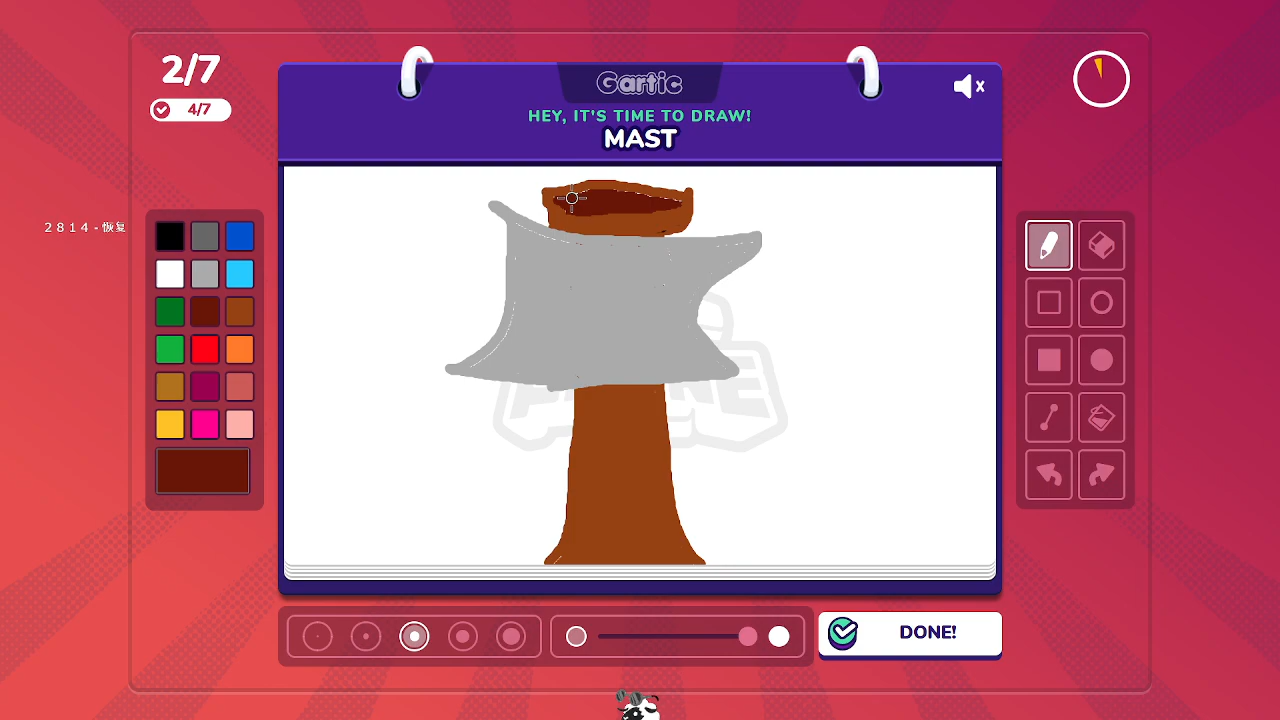 2/7
4/7
Gartic
HEY, IT'S TIME TO DRAW!
MAST
2814-恢复
DONE!